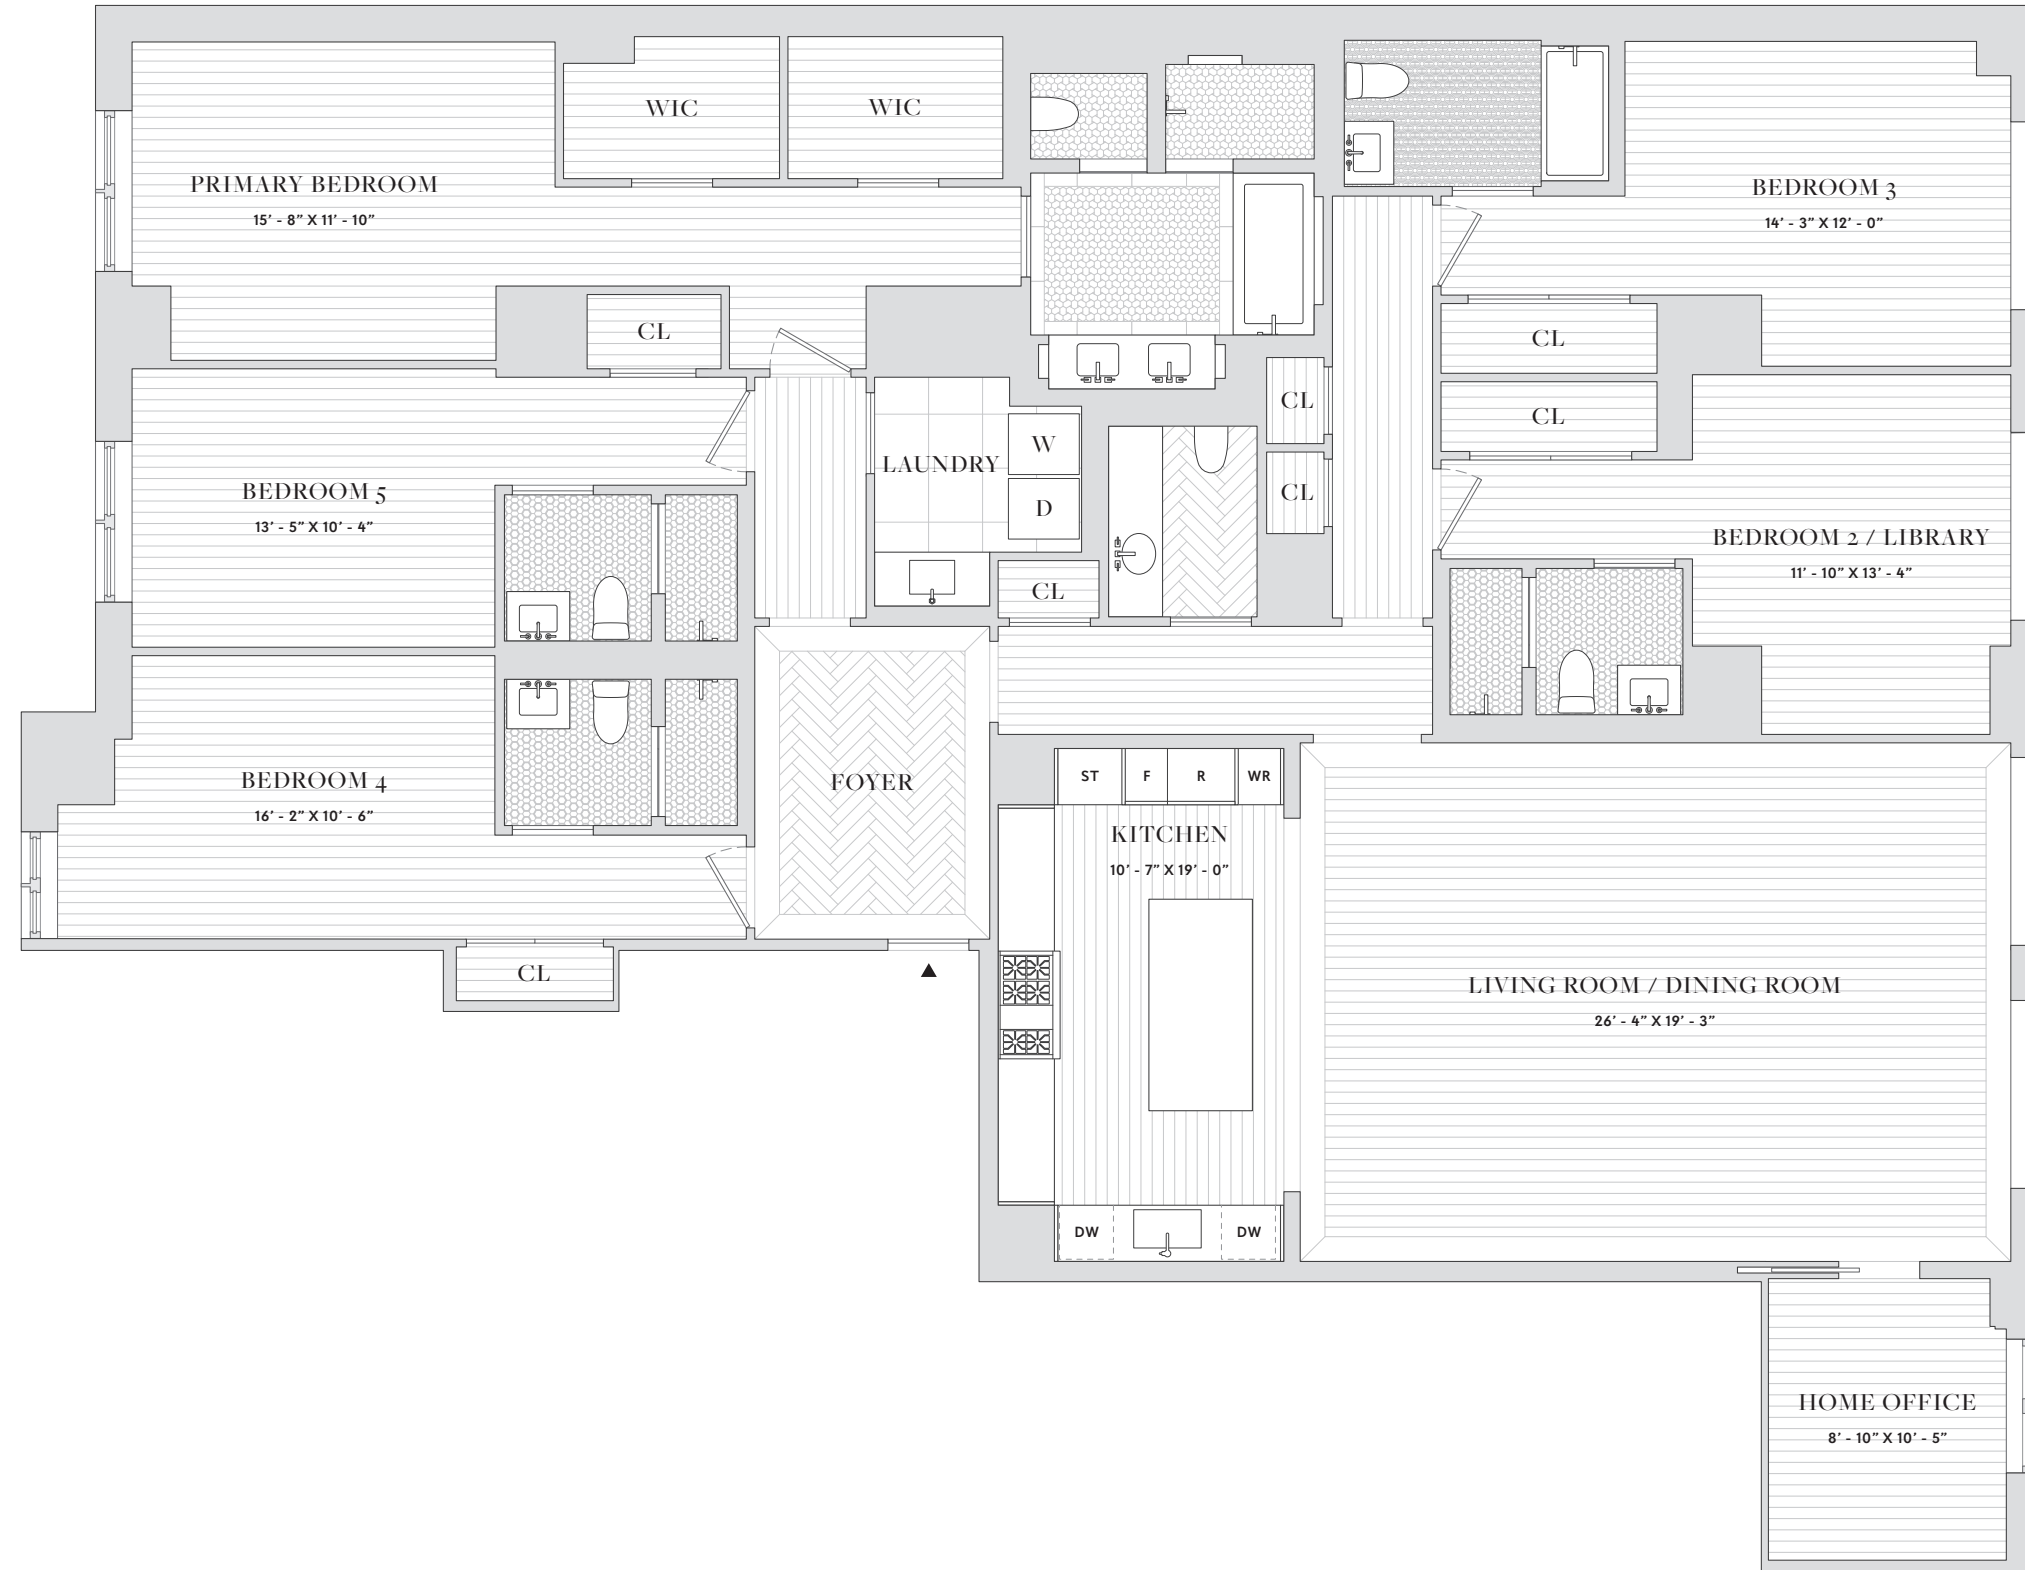 WIC
WIC
PRIMARY BEDROOM
15' - 8" X 11' - 10"
BEDROOM 3
14' - 3" X 12' - 0"
CL
CL
CL
CL
CL
W
D
LAUNDRY
BEDROOM 5
13' - 5" X 10' - 4"
BEDROOM 2 / LIBRARY
11' - 10" X 13' - 4"
CL
BEDROOM 4
16' - 2" X 10' - 6"
FOYER
ST
F
R
WR
KITCHEN
10' - 7" X 19' - 0"
CL
LIVING ROOM / DINING ROOM
26' - 4" X 19' - 3"
DW
DW
HOME OFFICE
8' - 10" X 10' - 5"